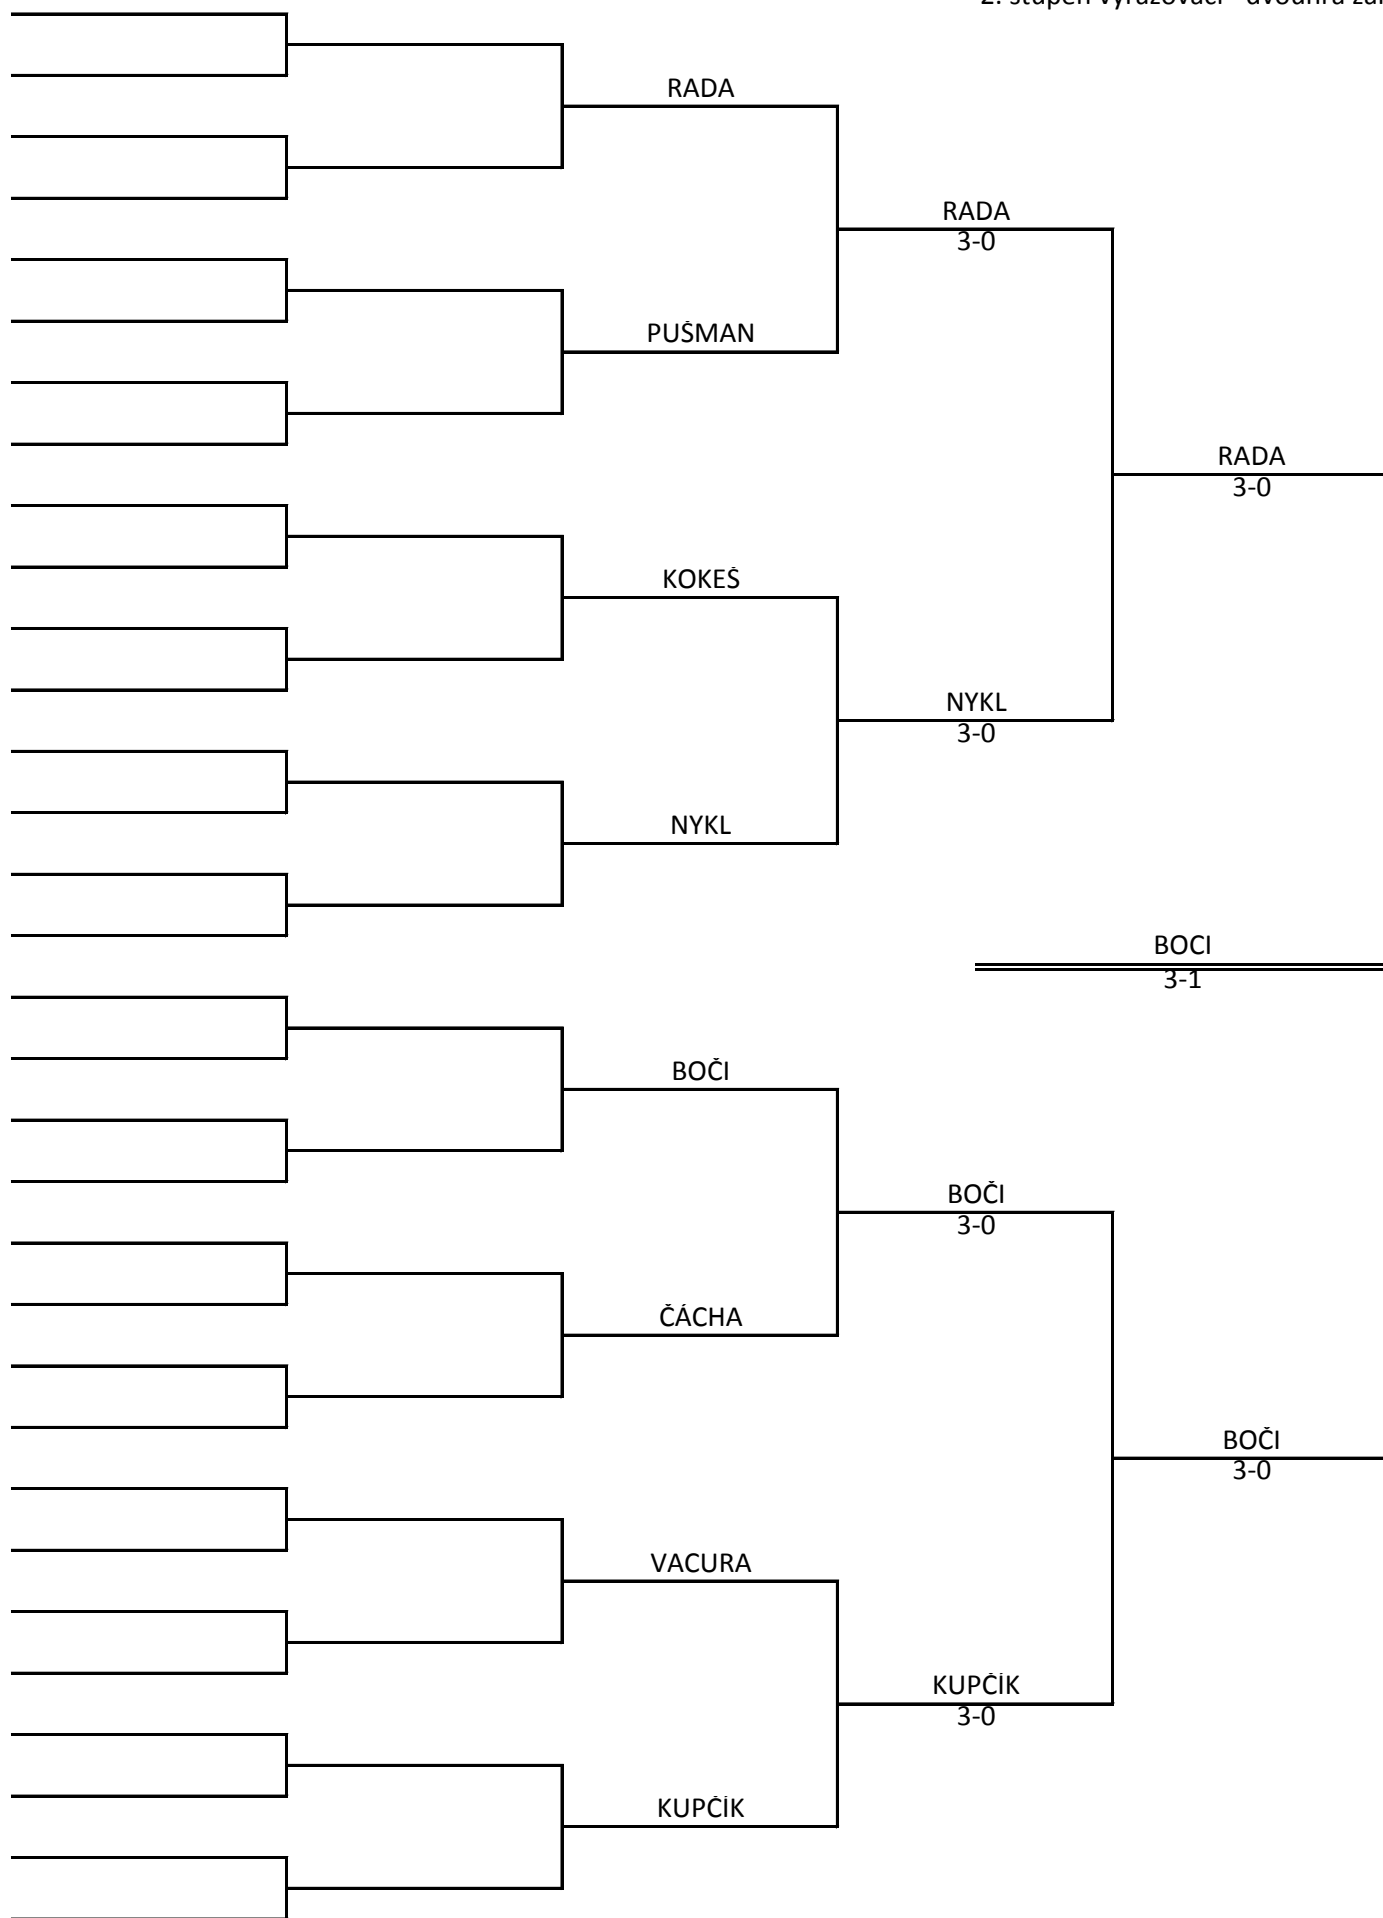 2. stupeň vyřazovací - dvouhra
RADA
RADA
3-0
PUŠMAN
RADA
3-0
KOKEŠ
NYKL
3-0
NYKL
BOCI
3-1
BOČI
BOČI
3-0
ČÁCHA
BOČI
3-0
VACURA
KUPČÍK
3-0
KUPČÍK